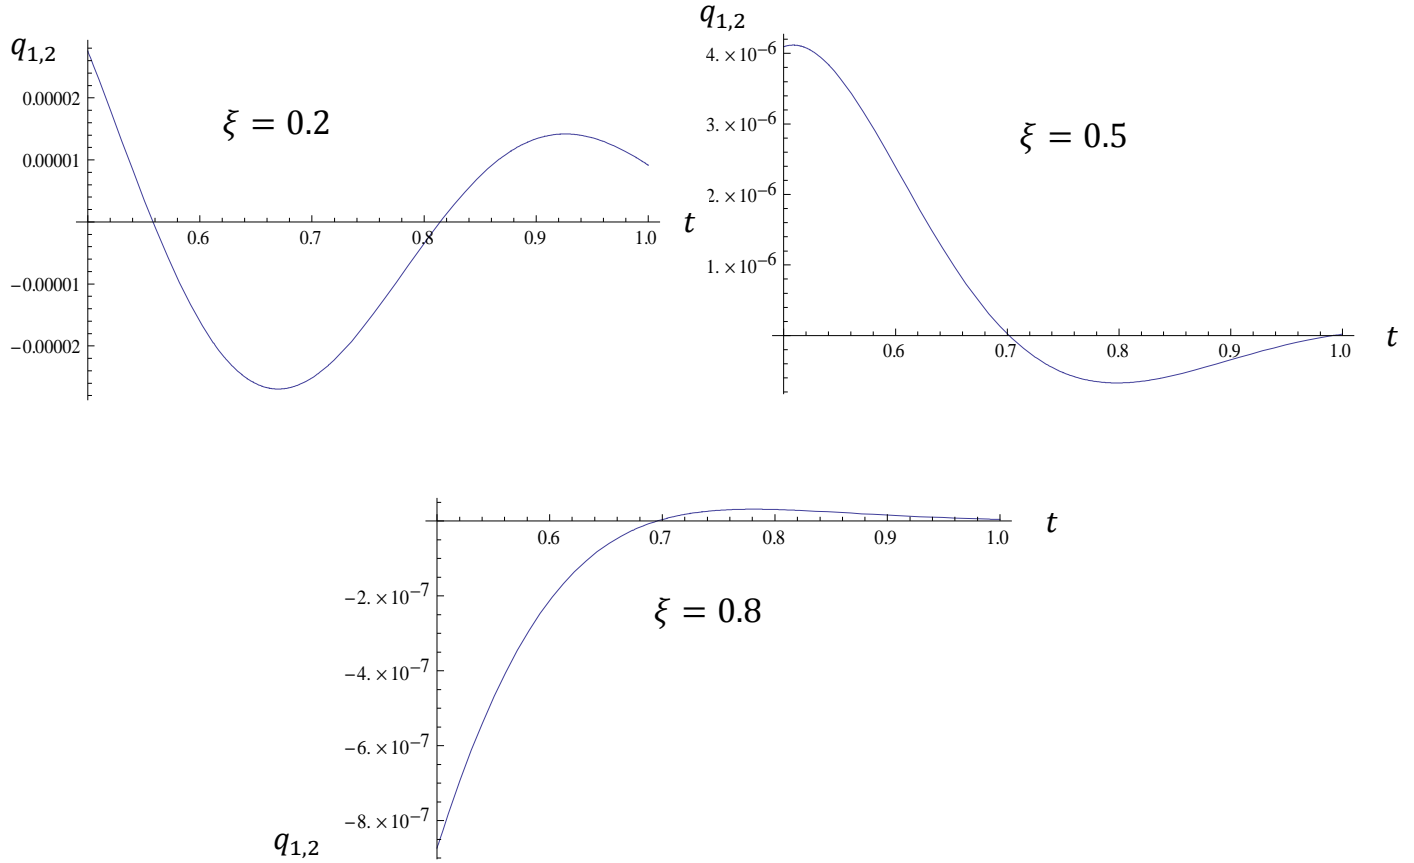 q1,2
0.00002
0.00001
−0.00001
−0.00002
ξ = 0.2
0.6 0.7 0.8 0.9 1.0 t
q1,2
4.×10−6
3.×10−6
2.×10−6
1.×10−6
ξ = 0.5
0.6 0.7 0.8 0.9 1.0 t
0.6 0.7 0.8 0.9 1.0 t
−2.×10−7
−4.×10−7
−6.×10−7
−8.×10−7
ξ = 0.8
q1,2